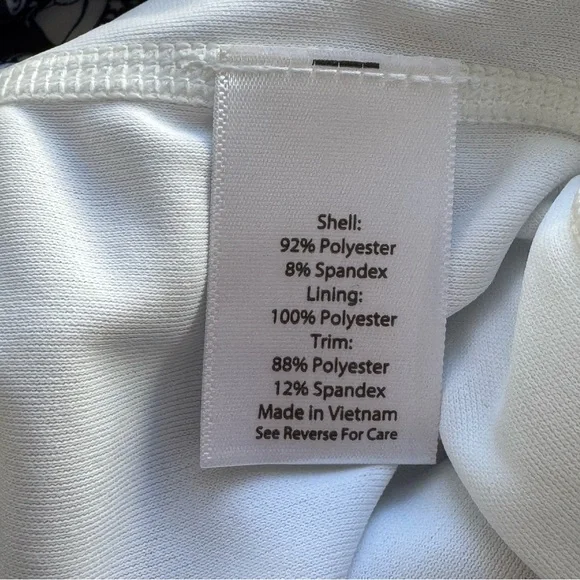 Shell:
92% Polyester
8% Spandex
Lining:
100% Polyester
Trim:
88% Polyester
12% Spandex
Made in Vietnam
See Reverse For Care